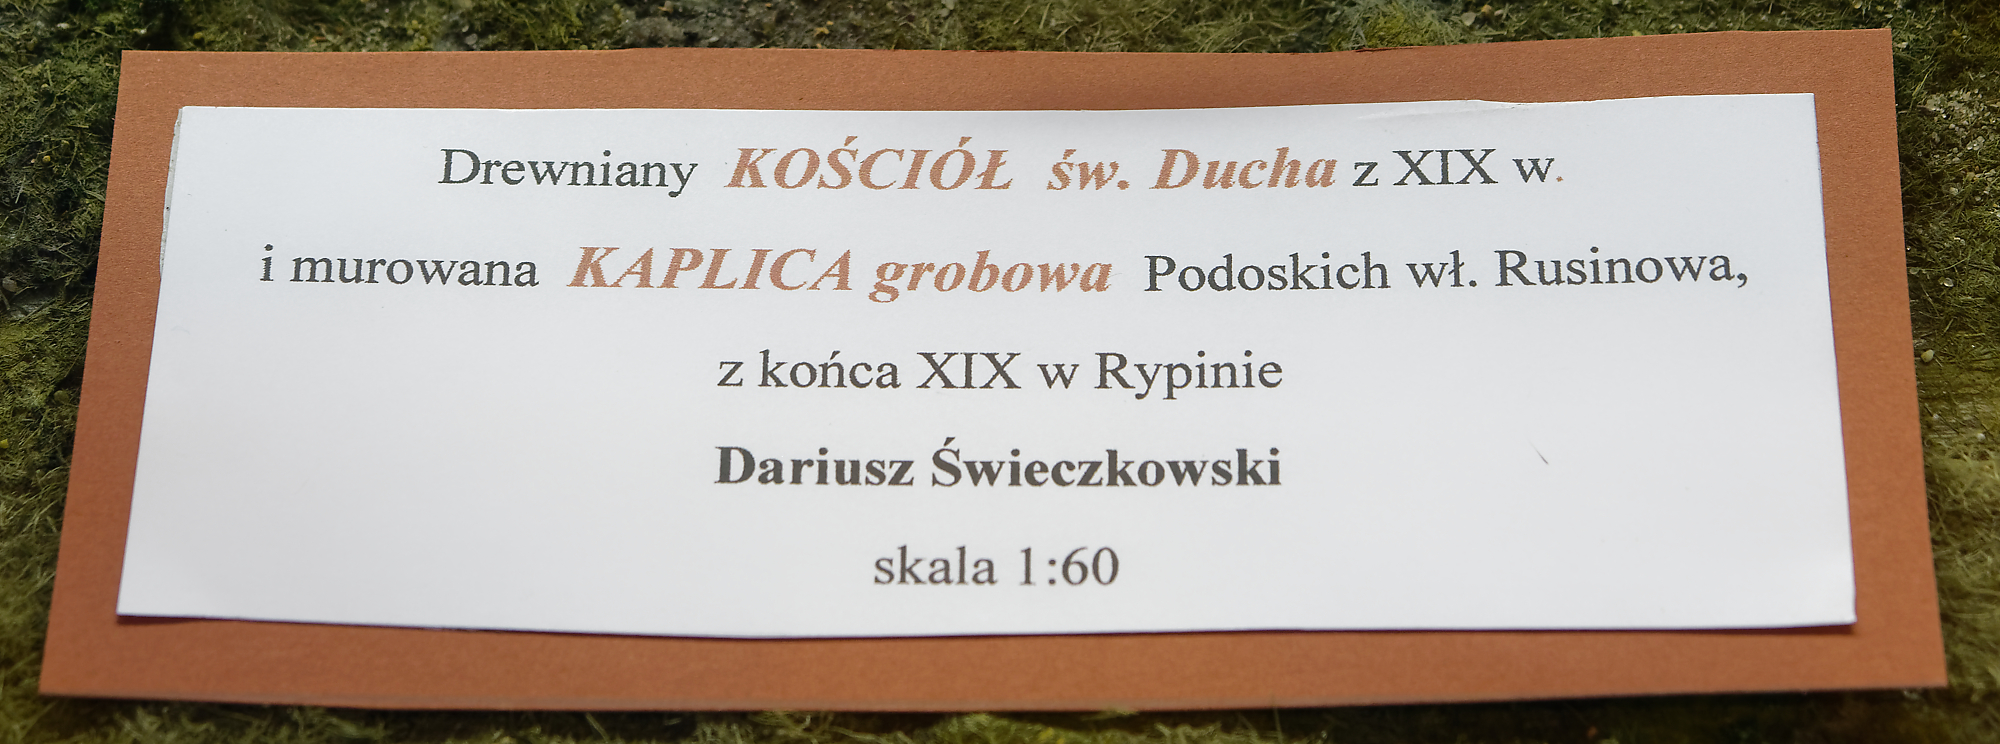 Drewniany KOŚCIÓŁ św. Ducha z XIX w.
i murowana KAPLICA grobowa Podoskich wł. Rusinowa,
z końca XIX w Rypinie
Dariusz Świeczkowski
skala 1:60